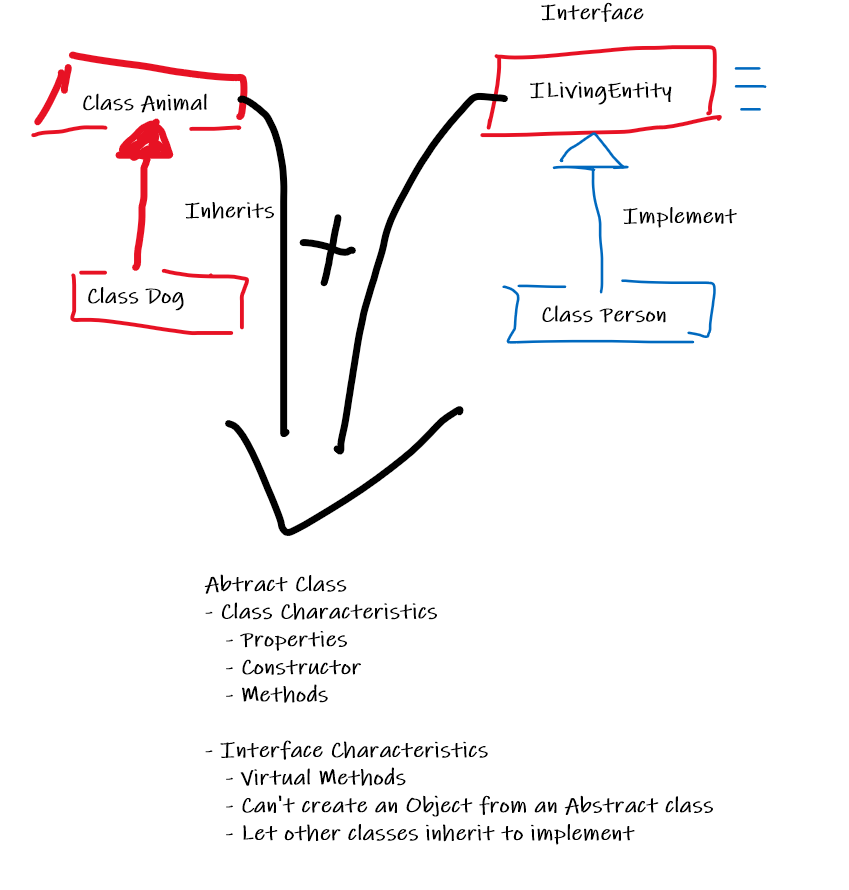 Interface
Class Animal
ILivingEntity
Inherits
Implement
Class Dog
Class Person
Abtract Class
- Class Characteristics
- Properties
- Constructor
- Methods
- Interface Characteristics
- Virtual Methods
- Can't create an Object from an Abstract class
- Let other classes inherit to implement